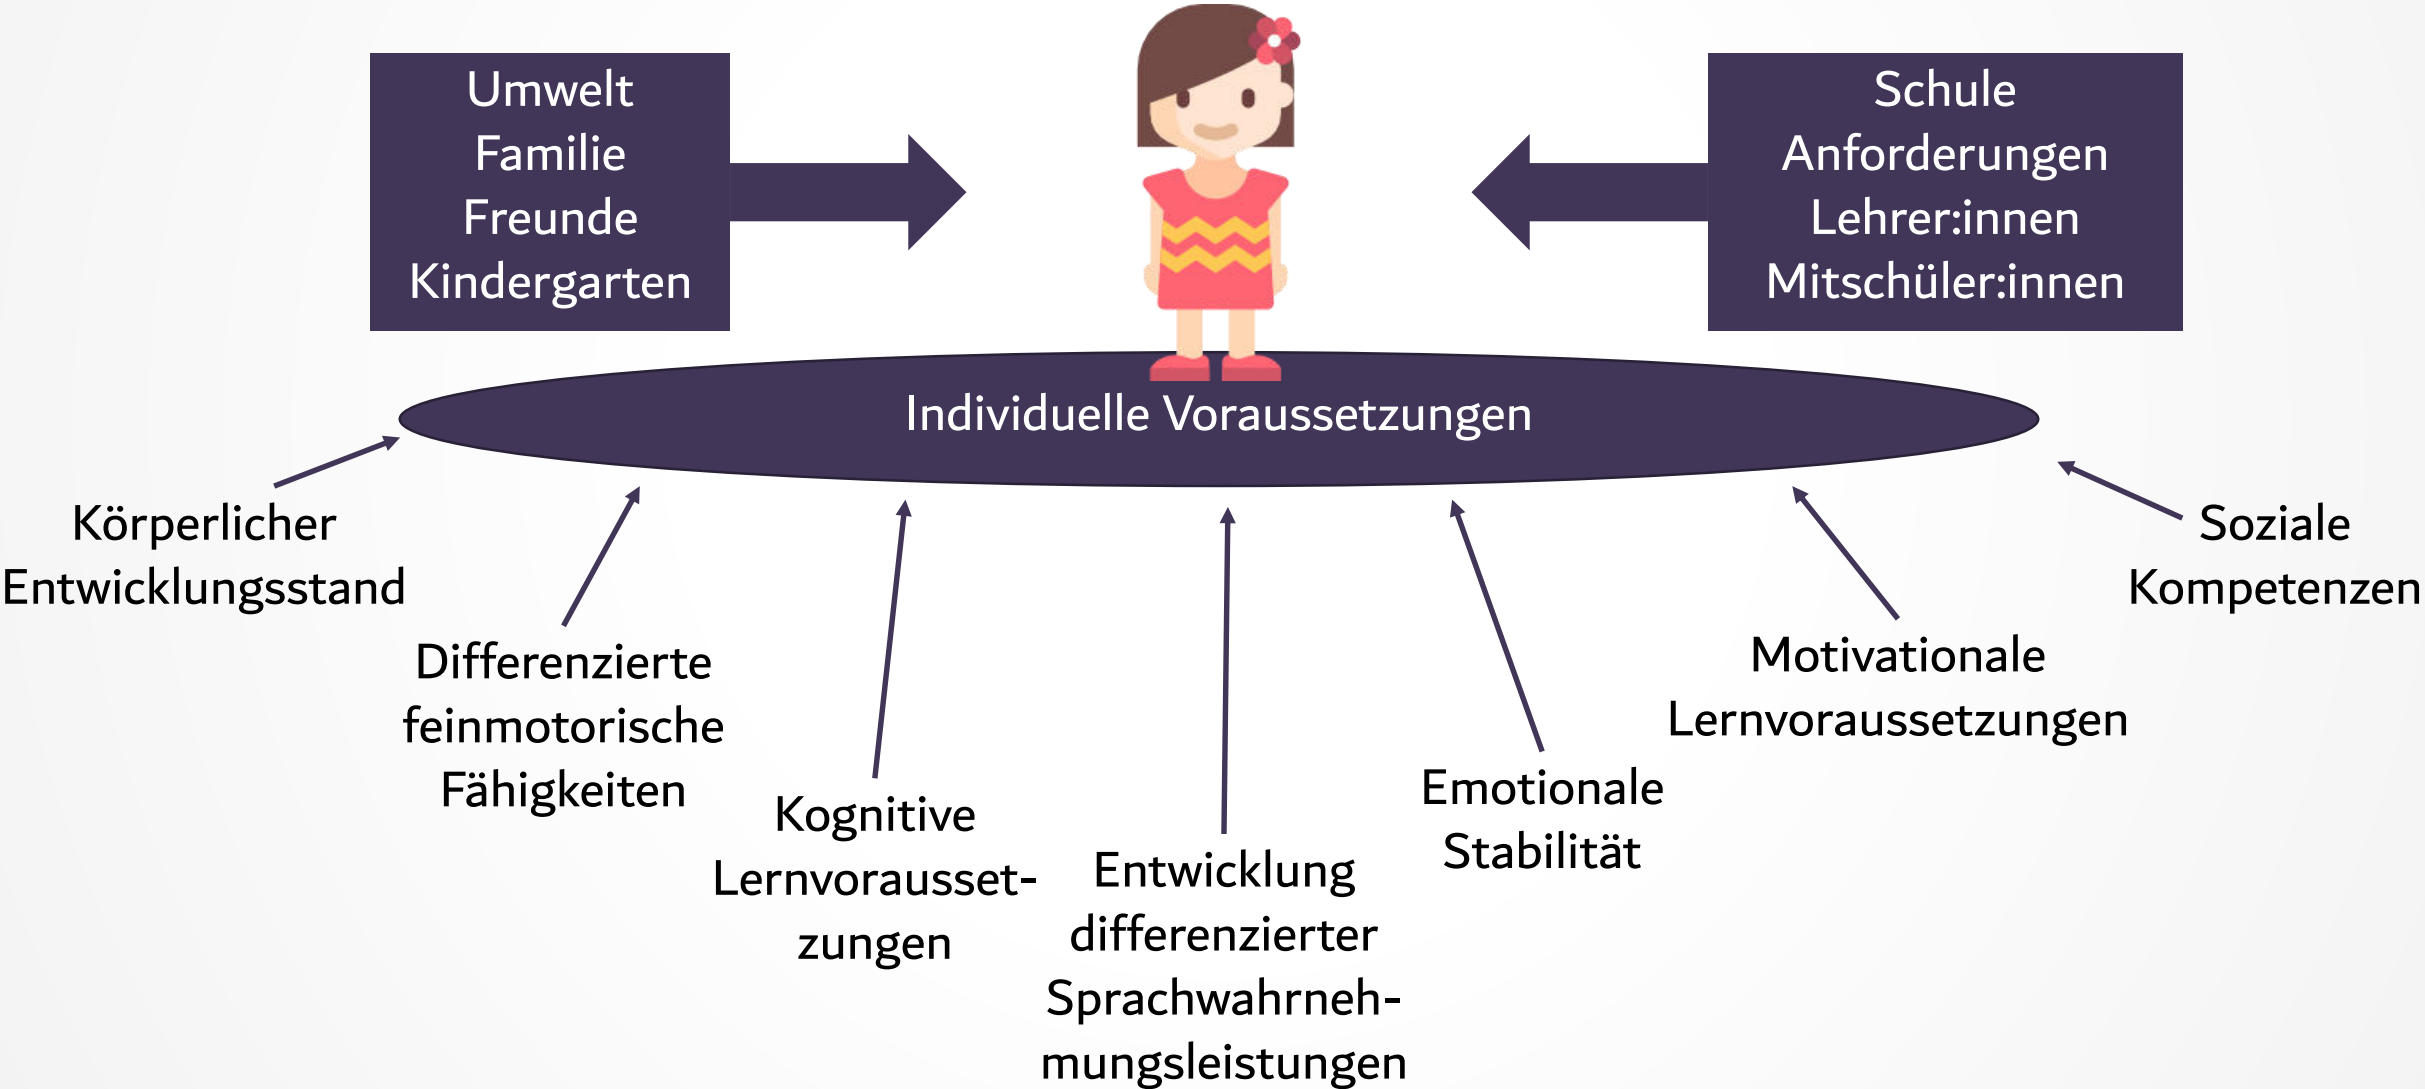 Umwelt
Familie
Freunde
Kindergarten
Schule
Anforderungen
Lehrer:innen
Mitschüler:innen
Individuelle Voraussetzungen
Körperlicher
Entwicklungsstand
Differenzierte
feinmotorische
Fähigkeiten
Kognitive
Lernvorausset-
zungen
Entwicklung
differenzierter
Sprachwahrneh-
mungsleistungen
Emotionale
Stabilität
Motivationale
Lernvoraussetzungen
Soziale
Kompetenzen